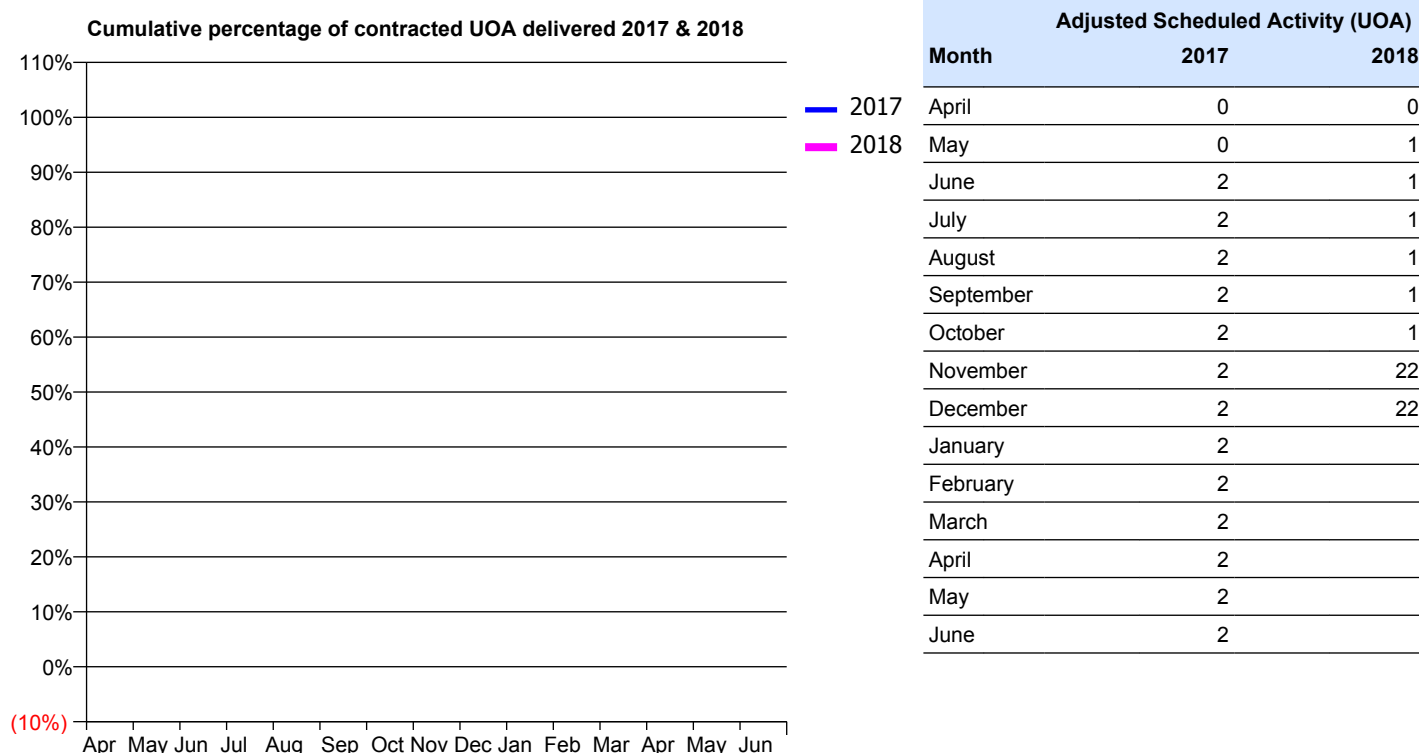 Cumulative percentage of contracted UOA delivered 2017 & 2018
110%
100%
90%
80%
70%
60%
50%
40%
30%
20%
10%
0%
(10%)
Apr May Jun Jul Aug Sep Oct Nov Dec Jan Feb Mar Apr May Jun
2017
2018
Adjusted Scheduled Activity (UOA)
Month 2017 2018
April 0 0
May 0 1
June 2 1
July 2 1
August 2 1
September 2 1
October 2 1
November 2 22
December 2 22
January 2
February 2
March 2
April 2
May 2
June 2